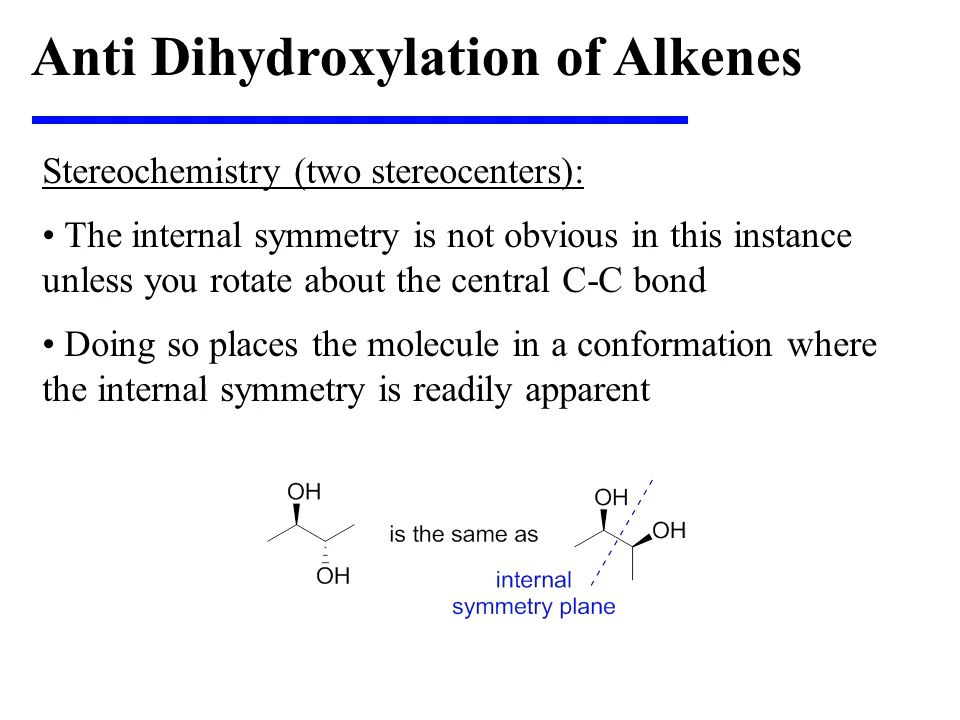 Anti Dihydroxylation of Alkenes
Stereochemistry (two stereocenters):
• The internal symmetry is not obvious in this instance
unless you rotate about the central C-C bond
• Doing so places the molecule in a conformation where
the internal symmetry is readily apparent
OH
OH
is the same as
OH
OH
internal
symmetry plane